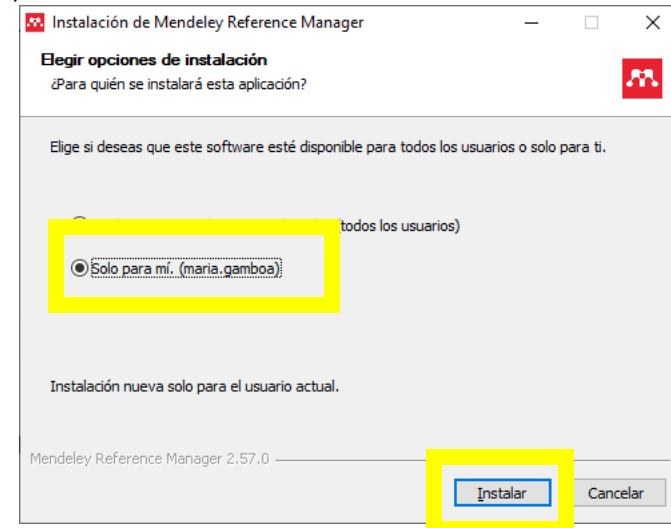 Instalación de Mendeley Reference Manager
Elegir opciones de instalación
¿Para quién se instalará esta aplicación?
Elige si deseas que este software esté disponible para todos los usuarios o solo para ti.
(todos los usuarios)
Solo para mí. (maria.gamboa)
Instalación nueva solo para el usuario actual.
Mendeley Reference Manager 2.57.0
Instalar Cancelar